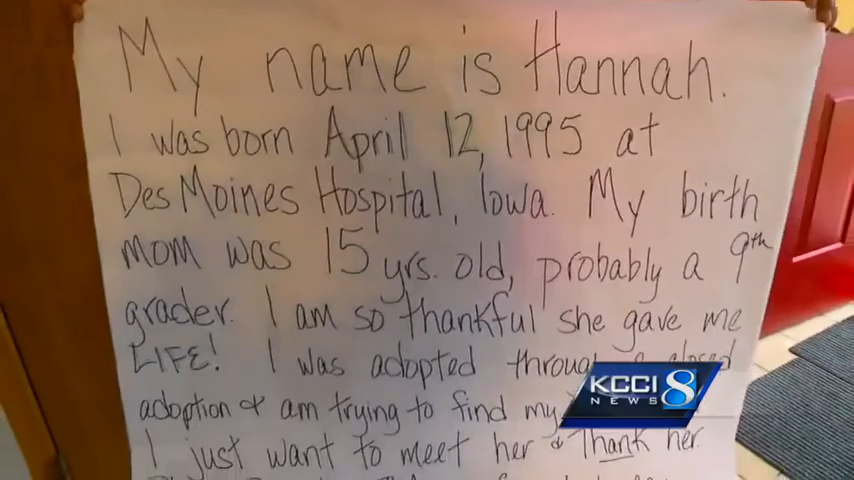 My name is Hannah.
I was born April 12, 1995 at
Des Moines Hospital, Iowa. My birth
mom was 15 yrs. old, probably a 9th
grader. I am so thankful she gave me
LIFE! I was adopted through a closed
adoption & am trying to find my
I just want to meet her & Thank her.
KCCI 8
NEWS